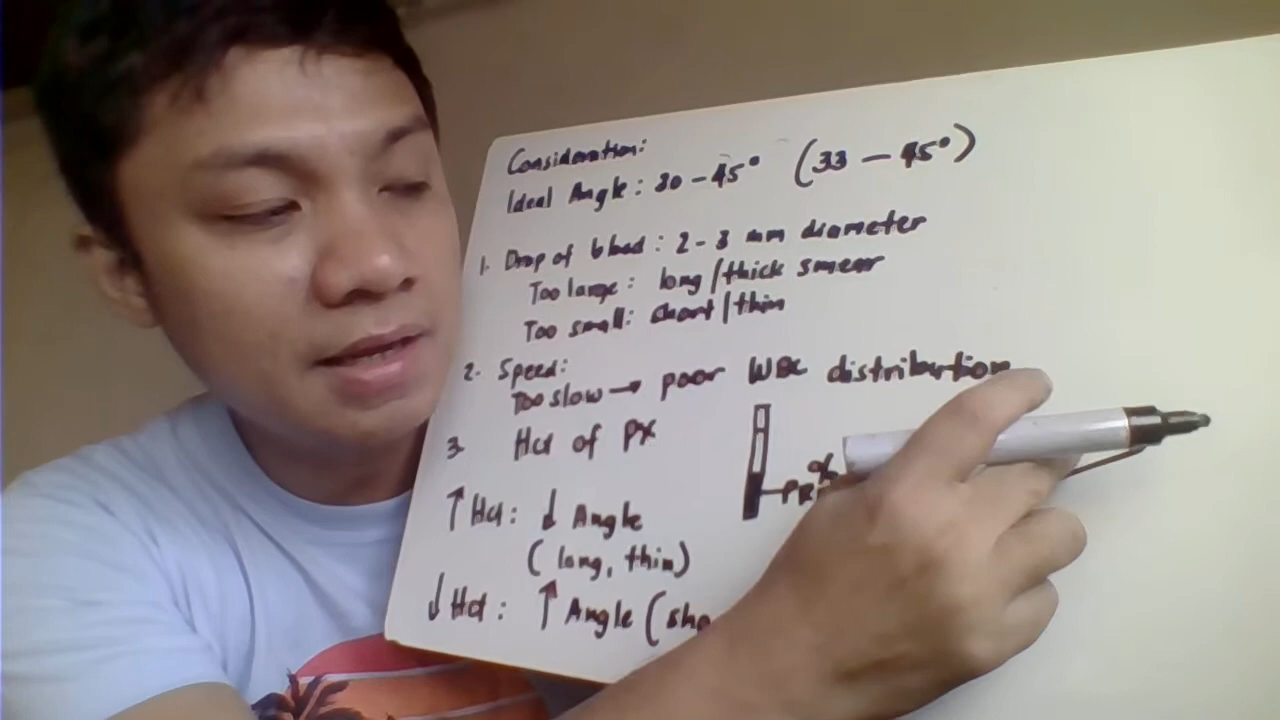 Consideration:
Ideal Angle: 30-45° (33-45°)
1. Drop of blood: 2-3 mm diameter
Too large: long/thick smear
Too small: short/thin
2. Speed:
Too slow → poor WBC distribution
3. Hct of Px
%
↑ Hct: ↓ Angle
(long, thin)
↓ Hct: ↑ Angle (sho